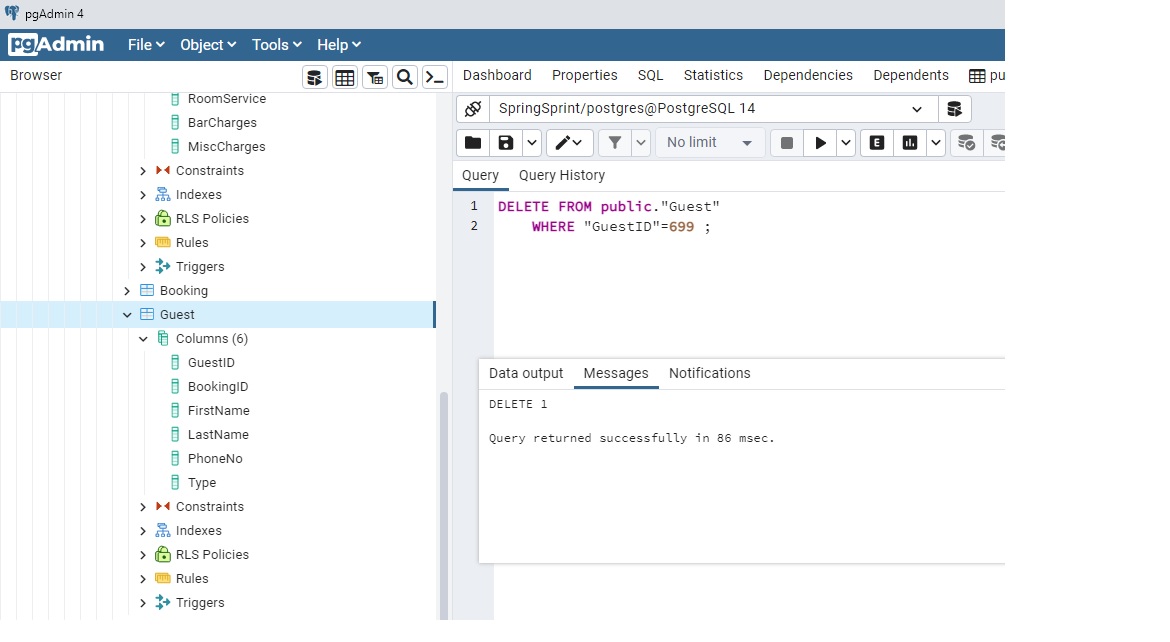 pgAdmin 4
pgAdmin File Object Tools Help
Browser
RoomService
BarCharges
MiscCharges
Constraints
Indexes
RLS Policies
Rules
Triggers
Booking
Guest
Columns (6)
GuestID
BookingID
FirstName
LastName
PhoneNo
Type
Constraints
Indexes
RLS Policies
Rules
Triggers
Dashboard Properties SQL Statistics Dependencies Dependents pu
SpringSprint/postgres@PostgreSQL 14
No limit E
Query Query History
1 DELETE FROM public."Guest"
2 WHERE "GuestID"=699 ;
Data output Messages Notifications
DELETE 1
Query returned successfully in 86 msec.